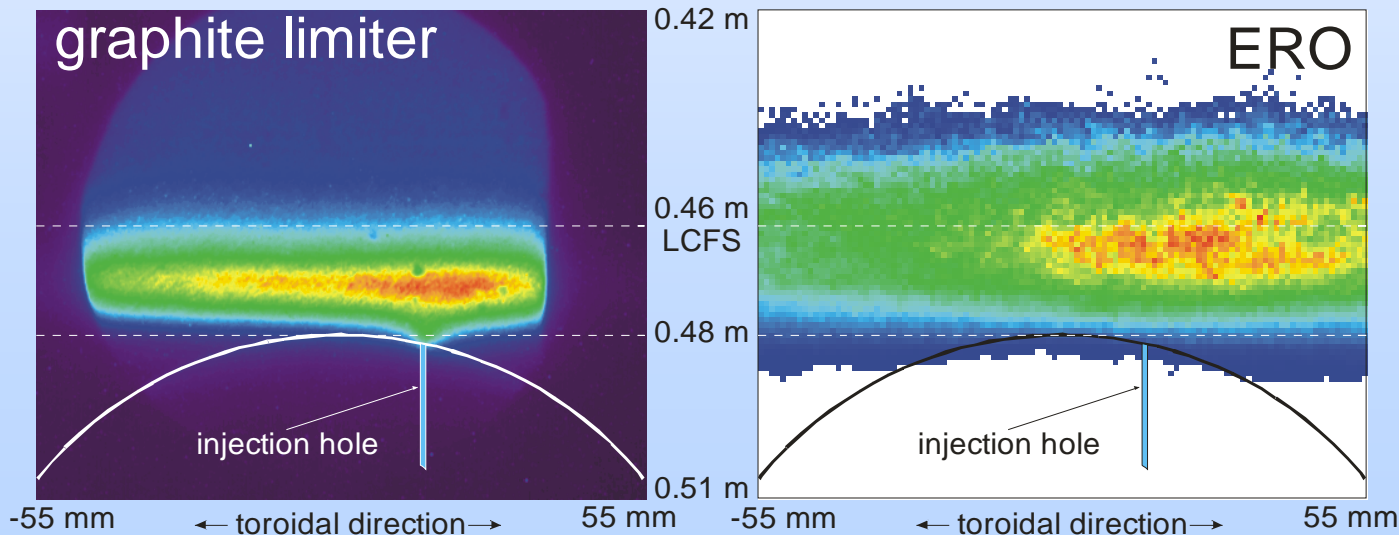 graphite limiter
0.42 m
ERO
0.46 m
LCFS
0.48 m
injection hole
injection hole
0.51 m
-55 mm
← toroidal direction →
55 mm
-55 mm
← toroidal direction →
55 mm